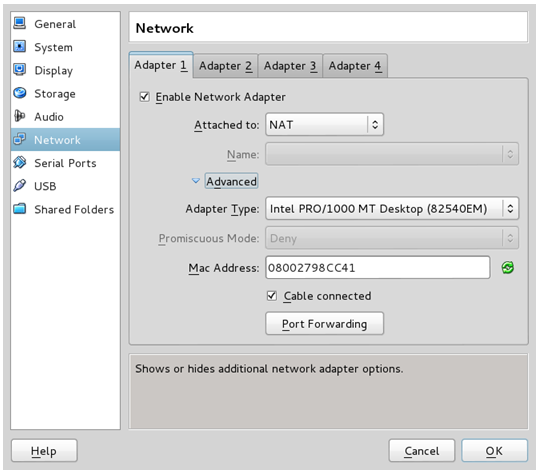 General
System
Display
Storage
Audio
Network
Serial Ports
USB
Shared Folders
Network
Adapter 1 Adapter 2 Adapter 3 Adapter 4
Enable Network Adapter
Attached to: NAT
Name:
Advanced
Adapter Type: Intel PRO/1000 MT Desktop (82540EM)
Promiscuous Mode: Deny
Mac Address: 08002798CC41
Cable connected
Port Forwarding
Shows or hides additional network adapter options.
Help Cancel OK